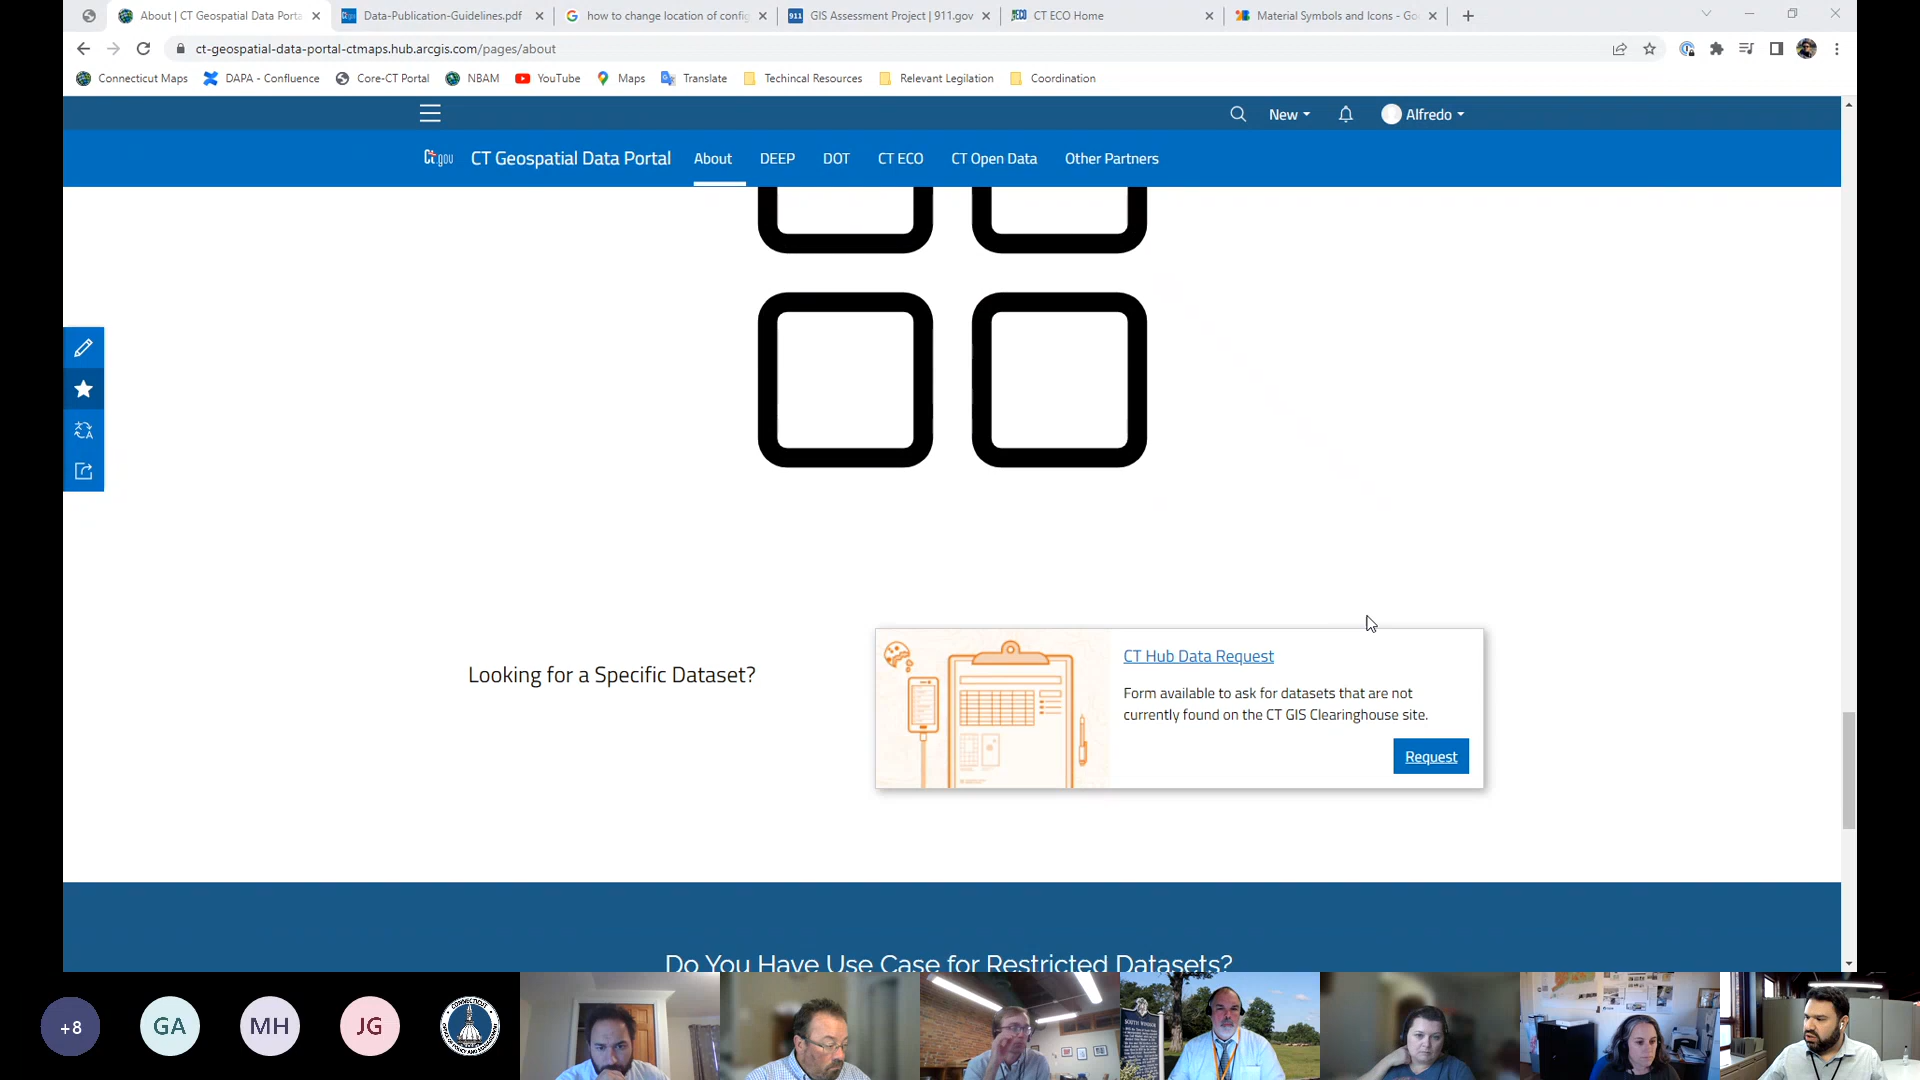 About | CT Geospatial Data Porta
Data-Publication-Guidelines.pdf
how to change location of config
GIS Assessment Project | 911.gov
CT ECO Home
Material Symbols and Icons - Go
ct-geospatial-data-portal-ctmaps.hub.arcgis.com/pages/about
Connecticut Maps
DAPA - Confluence
Core-CT Portal
NBAM
YouTube
Maps
Translate
Techincal Resources
Relevant Legilation
Coordination
New
Alfredo
CT.gov
CT Geospatial Data Portal
About
DEEP
DOT
CT ECO
CT Open Data
Other Partners
Looking for a Specific Dataset?
CT Hub Data Request
Form available to ask for datasets that are not
currently found on the CT GIS Clearinghouse site.
Request
Do You Have Use Case for Restricted Datasets?
+8
GA
MH
JG
CONNECTICUT
SOUTH WINDSOR